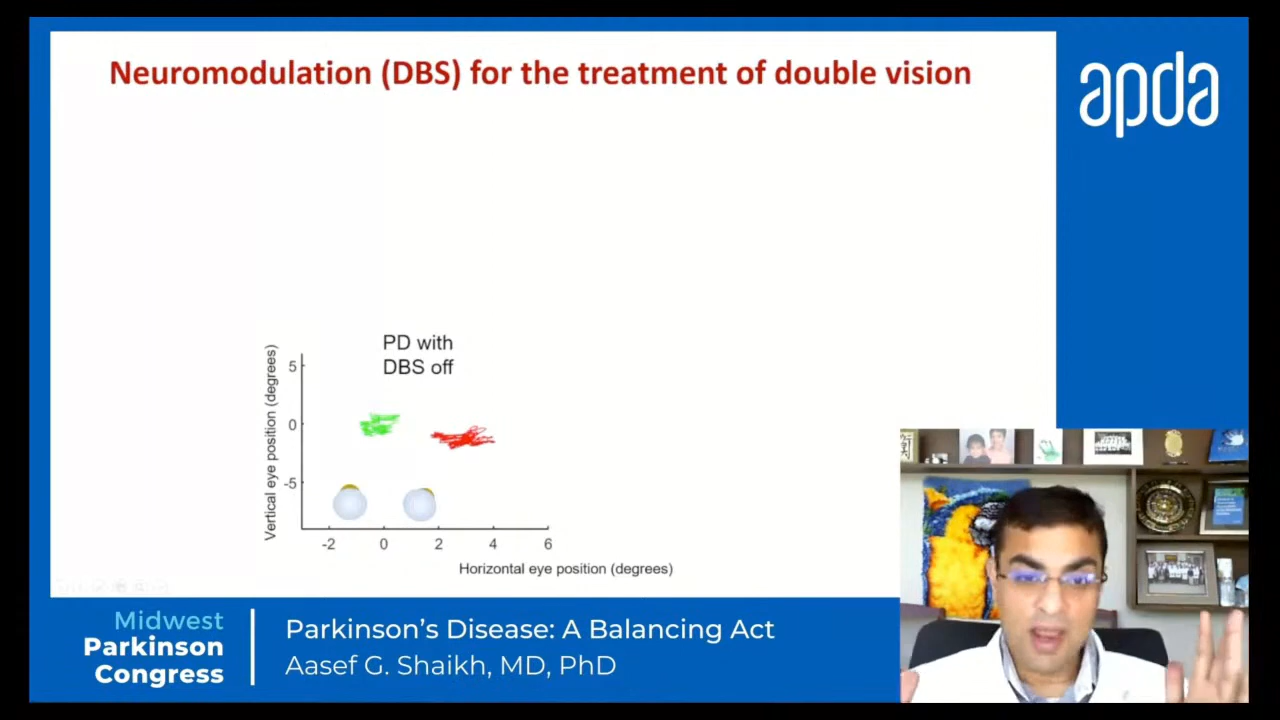 Neuromodulation (DBS) for the treatment of double vision
apda
PD with
DBS off
Vertical eye position (degrees)
5
0
-5
-2
0
2
4
6
Horizontal eye position (degrees)
Midwest
Parkinson
Congress
Parkinson's Disease: A Balancing Act
Aasef G. Shaikh, MD, PhD